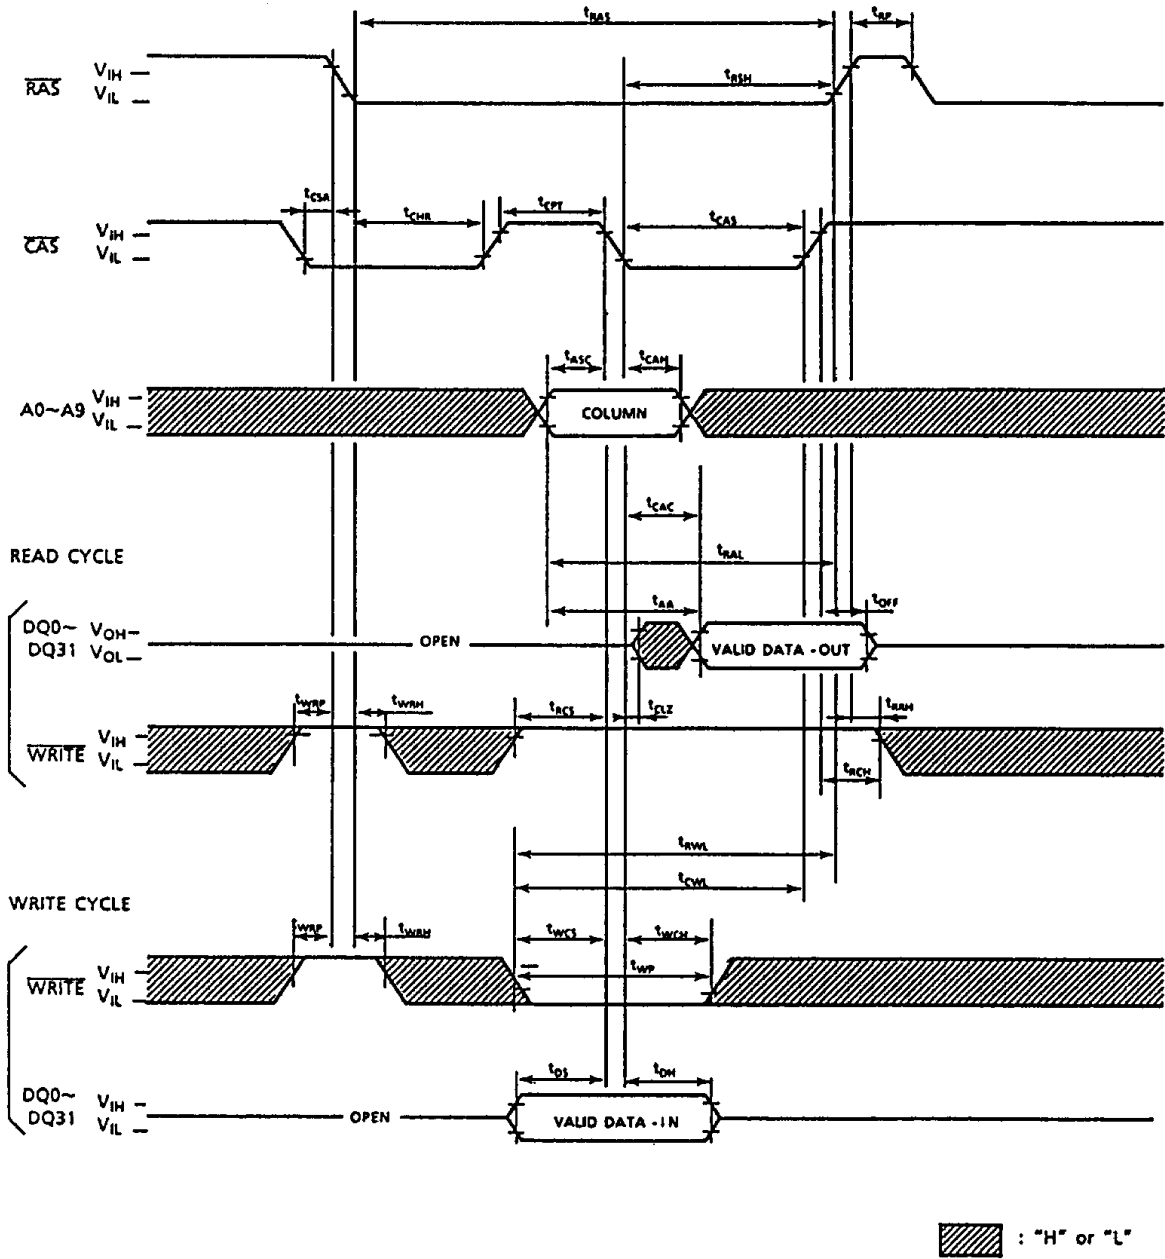 tRAS
tRP
RAS
VIH
VIL
tRSH
tCSR
tCHR
tCPT
tCAS
CAS
VIH
VIL
tASC
tCAH
A0~A9
VIH
VIL
COLUMN
tCAC
READ CYCLE
tRAL
tAA
tOFF
DQ0~
DQ31
VOH
VOL
OPEN
VALID DATA-OUT
tWRP
tWRH
tRCS
tCLZ
tRRH
WRITE
VIH
VIL
tRCH
tRWL
tCWL
WRITE CYCLE
tWRP
tWRH
tWCS
tWCH
tWP
WRITE
VIH
VIL
tDS
tDH
DQ0~
DQ31
VIH
VIL
OPEN
VALID DATA-IN
: "H" or "L"